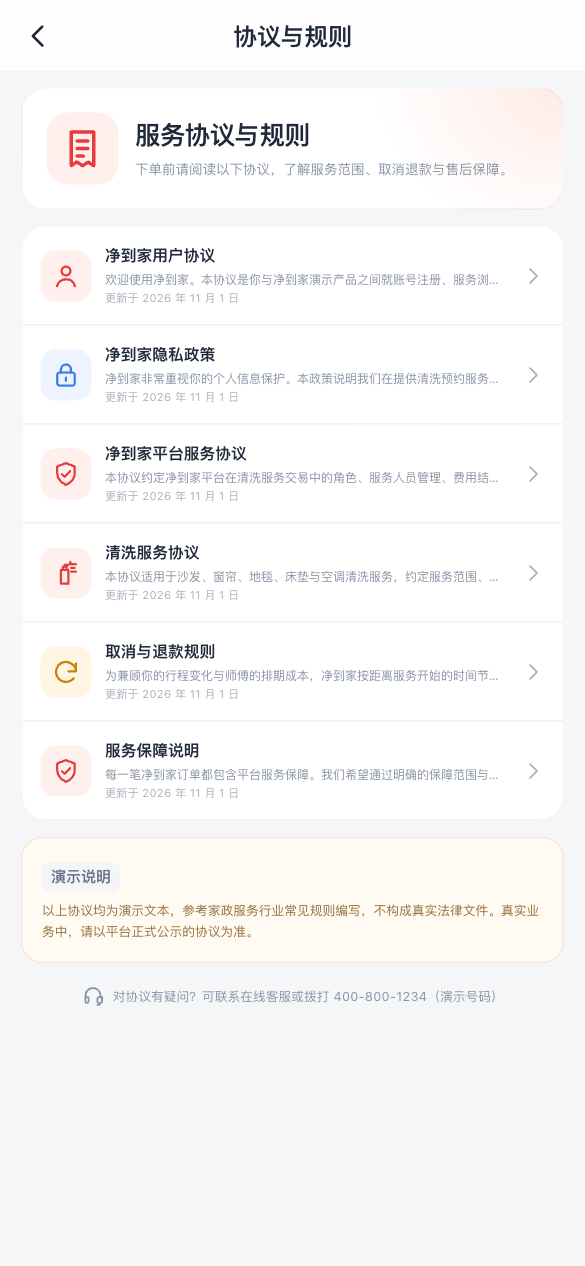 协议与规则
服务协议与规则
下单前请阅读以下协议，了解服务范围、取消退款与售后保障。
净到家用户协议
欢迎使用净到家。本协议是你与净到家演示产品之间就账号注册、服务浏...
更新于 2026 年 11 月 1 日
净到家隐私政策
净到家非常重视你的个人信息保护。本政策说明我们在提供清洗预约服务...
更新于 2026 年 11 月 1 日
净到家平台服务协议
本协议约定净到家平台在清洗服务交易中的角色、服务人员管理、费用结...
更新于 2026 年 11 月 1 日
清洗服务协议
本协议适用于沙发、窗帘、地毯、床垫与空调清洗服务，约定服务范围、...
更新于 2026 年 11 月 1 日
取消与退款规则
为兼顾你的行程变化与师傅的排期成本，净到家按距离服务开始的时间节...
更新于 2026 年 11 月 1 日
服务保障说明
每一笔净到家订单都包含平台服务保障。我们希望通过明确的保障范围与...
更新于 2026 年 11 月 1 日
演示说明
以上协议均为演示文本，参考家政服务行业常见规则编写，不构成真实法律文件。真实业
务中，请以平台正式公示的协议为准。
对协议有疑问？可联系在线客服或拨打 400-800-1234（演示号码）